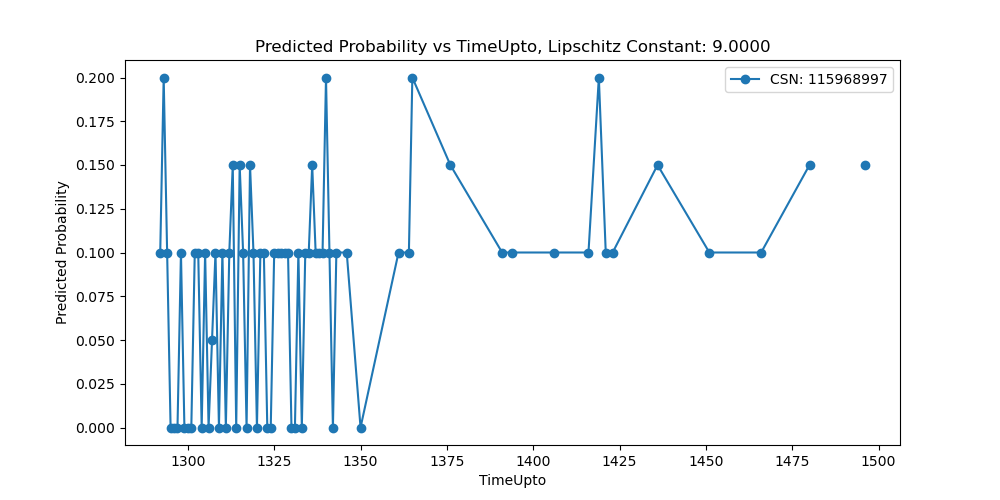 Predicted Probability vs TimeUpto, Lipschitz Constant: 9.0000
CSN: 115968997
Predicted Probability
0.200
0.175
0.150
0.125
0.100
0.075
0.050
0.025
0.000
1300 1325 1350 1375 1400 1425 1450 1475 1500
TimeUpto